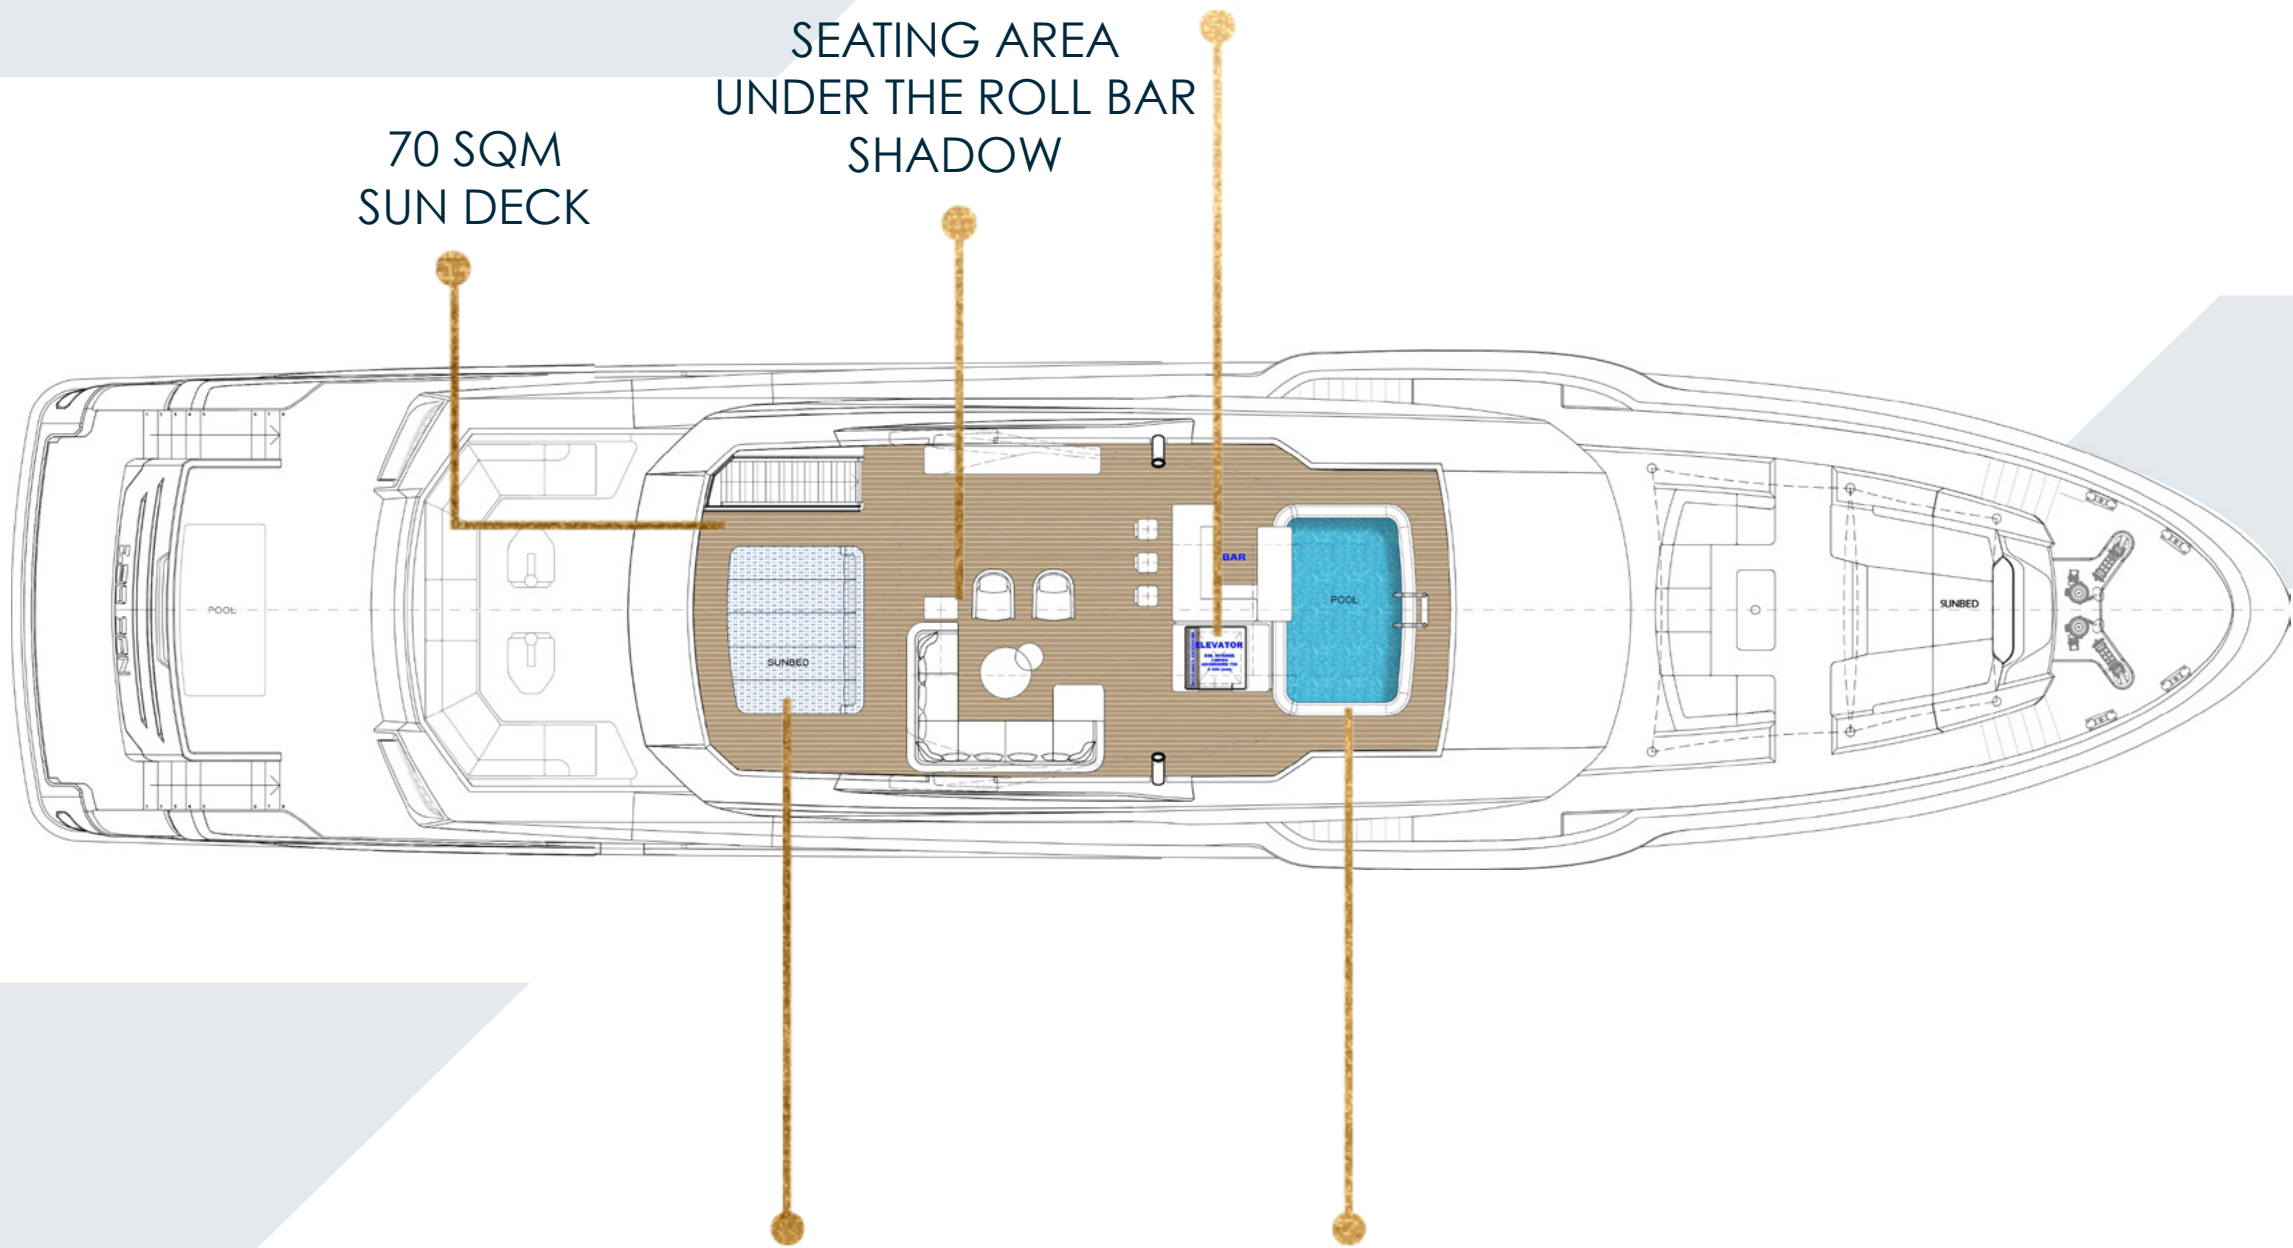 SEATING AREA
UNDER THE ROLL BAR
SHADOW
70 SQM
SUN DECK
BAR
POOL
POOL
SUNBED
ELEVATOR
SUNBED